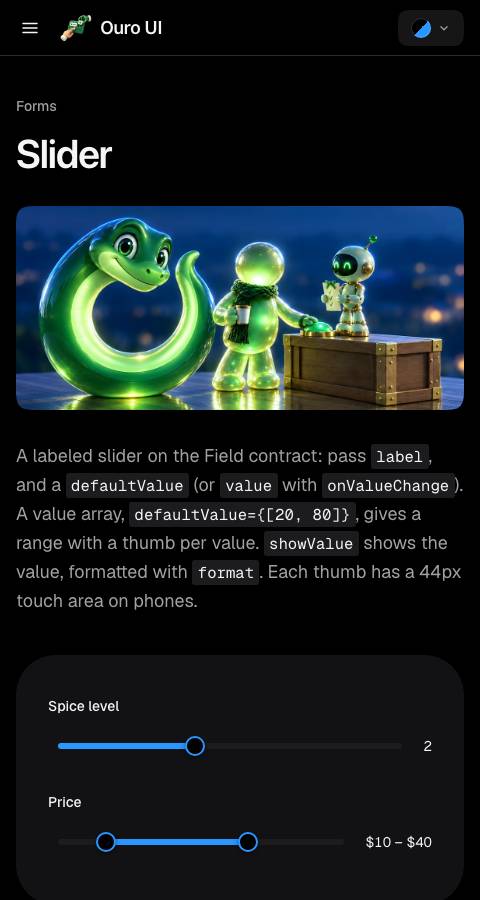 Ouro UI
Forms
Slider
A labeled slider on the Field contract: pass label,
and a defaultValue (or value with onValueChange).
A value array, defaultValue={[20, 80]}, gives a
range with a thumb per value. showValue shows the
value, formatted with format. Each thumb has a 44px
touch area on phones.
Spice level
2
Price
$10 – $40